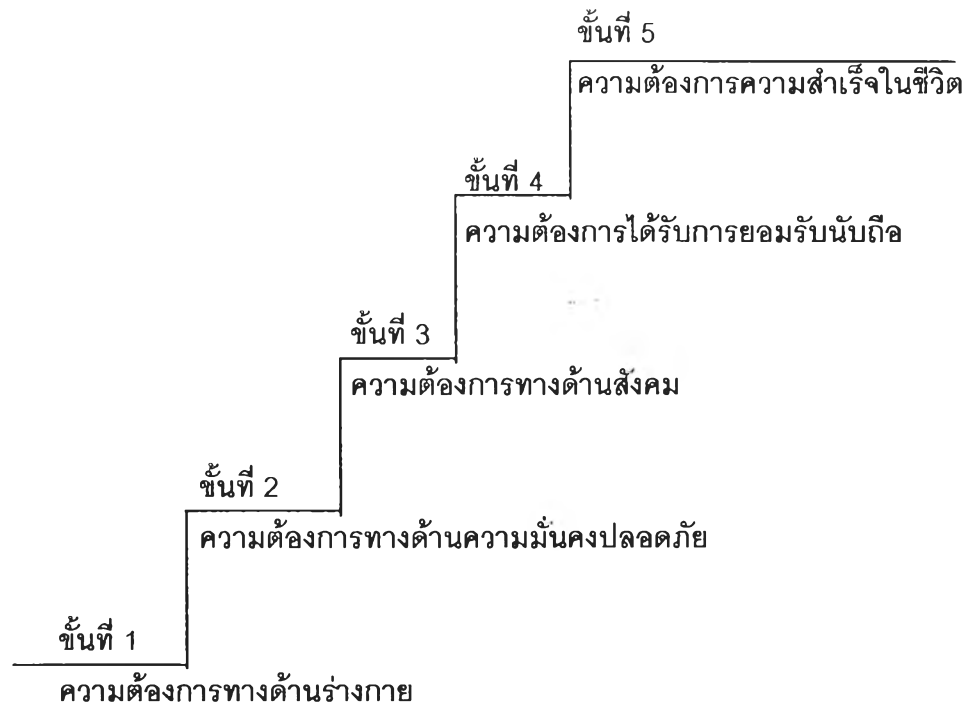 ขั้นที่ 5
ความต้องการความสำเร็จในชีวิต
ขั้นที่ 4
ความต้องการได้รับการยอมรับนับถือ
ขั้นที่ 3
ความต้องการทางด้านสังคม
ขั้นที่ 2
ความต้องการทางด้านความมั่นคงปลอดภัย
ขั้นที่ 1
ความต้องการทางด้านร่างกาย